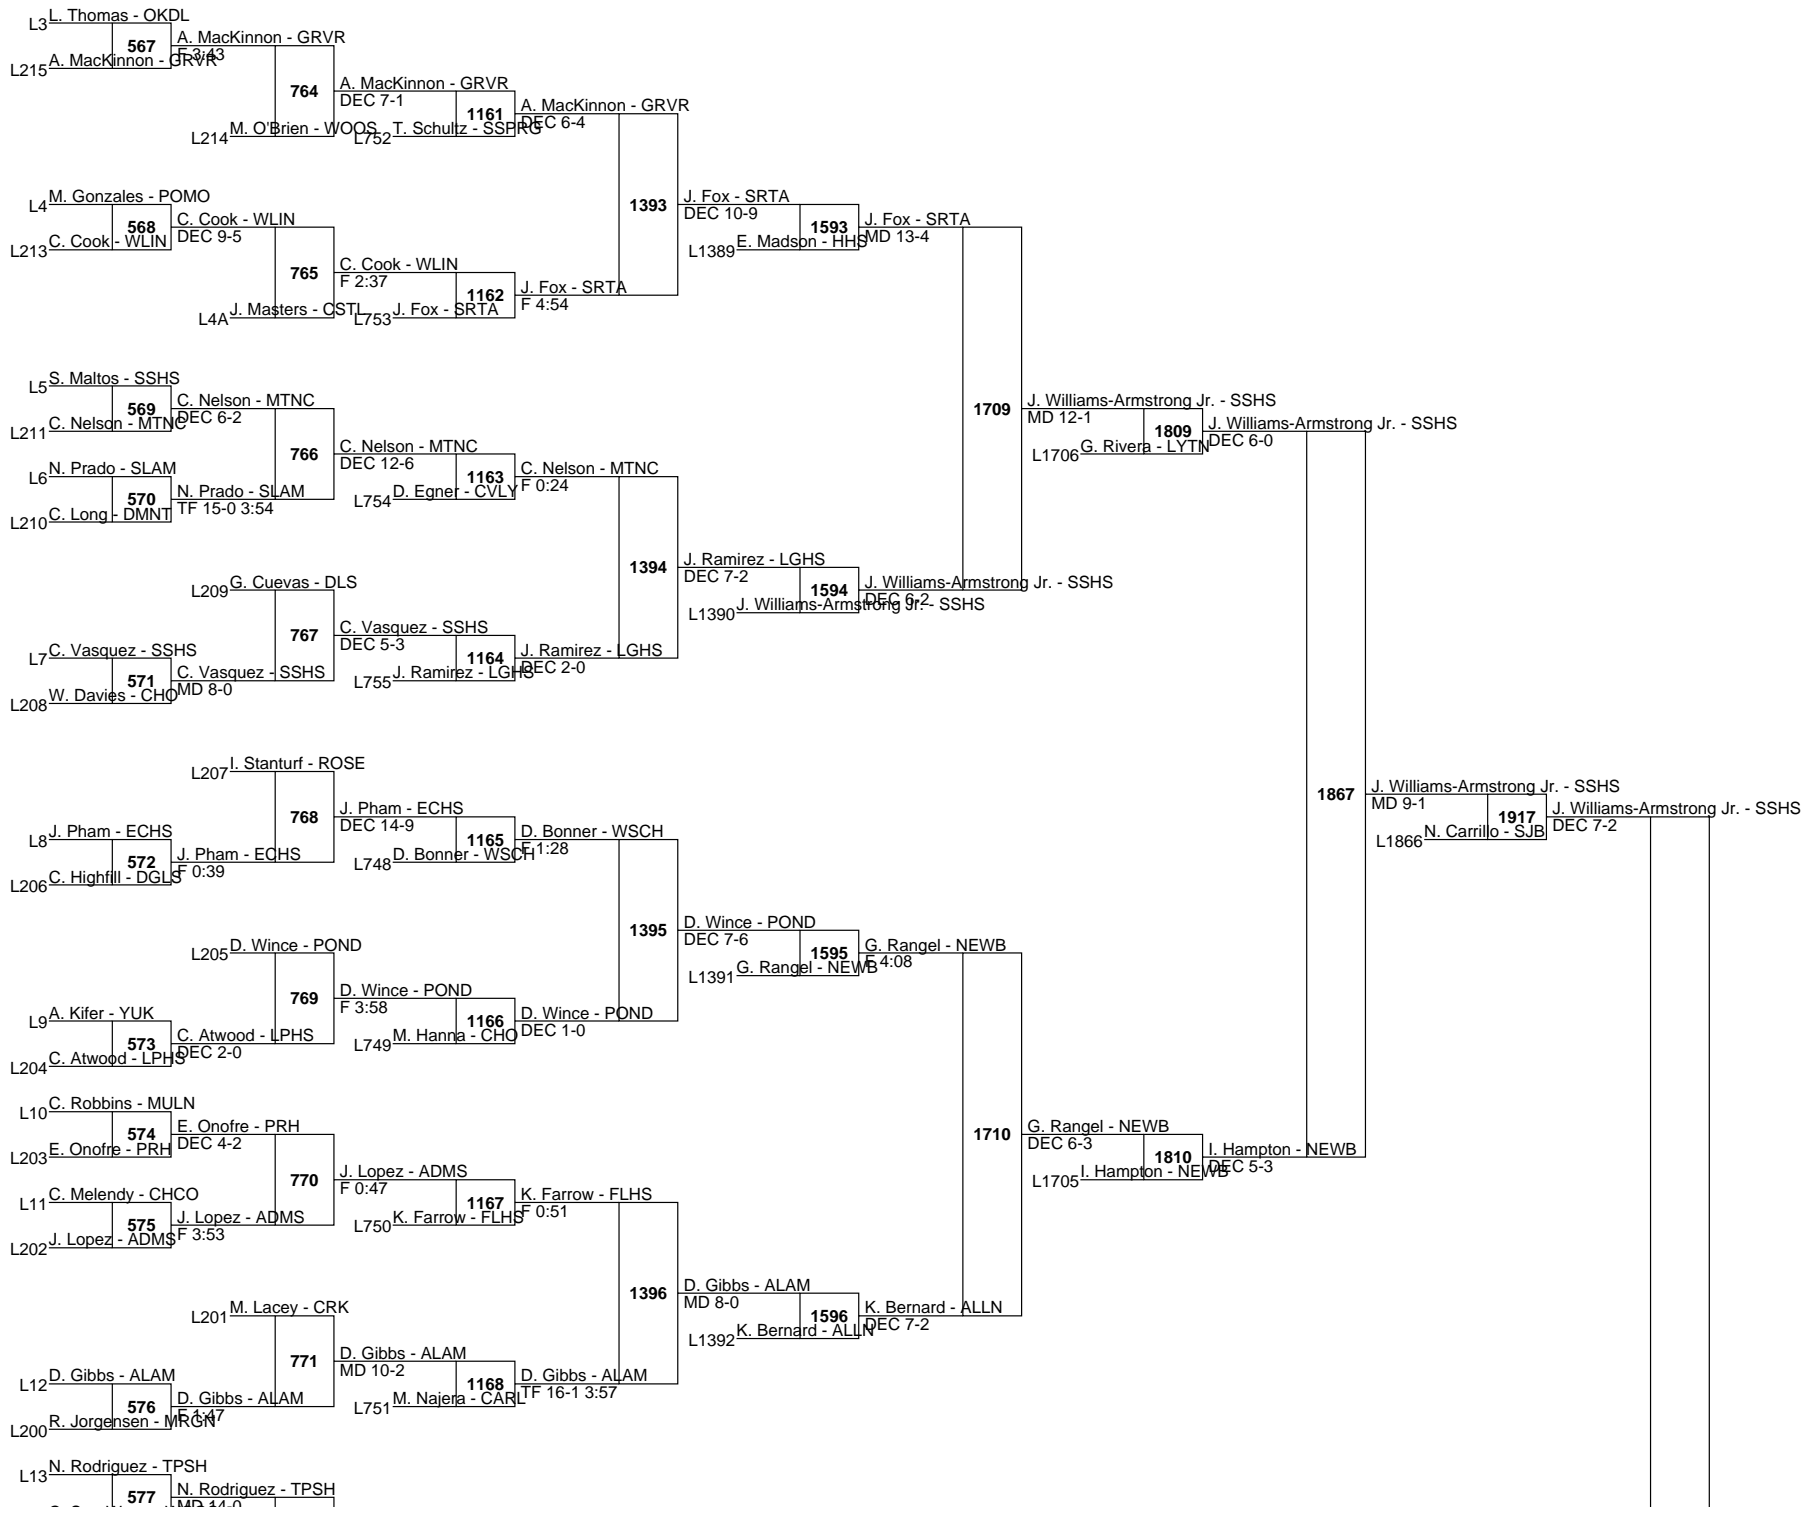 L3 L. Thomas - OKDL
567
L215 A. MacKinnon - GRVR
A. MacKinnon - GRVR
F 3:43
764
L214 M. O'Brien - WOOS
A. MacKinnon - GRVR
DEC 7-1
1161
L752 T. Schultz - SSPRG
A. MacKinnon - GRVR
DEC 6-4
L4 M. Gonzales - POMO
568
L213 C. Cook - WLIN
C. Cook - WLIN
DEC 9-5
765
L4A J. Masters - CSTL
C. Cook - WLIN
F 2:37
1162
L753 J. Fox - SRTA
J. Fox - SRTA
F 4:54
1393
J. Fox - SRTA
DEC 10-9
1593
L1389 E. Madson - HHS
J. Fox - SRTA
MD 13-4
L5 S. Maltos - SSHS
569
L211 C. Nelson - MTNC
C. Nelson - MTNC
DEC 6-2
766
L6 N. Prado - SLAM
570
L210 C. Long - DMNT
N. Prado - SLAM
TF 15-0 3:54
C. Nelson - MTNC
DEC 12-6
1163
L754 D. Egner - CVLY
C. Nelson - MTNC
F 0:24
L209 G. Cuevas - DLS
767
L7 C. Vasquez - SSHS
571
L208 W. Davies - CHO
C. Vasquez - SSHS
MD 8-0
C. Vasquez - SSHS
DEC 5-3
1164
L755 J. Ramirez - LGHS
J. Ramirez - LGHS
DEC 2-0
1394
J. Ramirez - LGHS
DEC 7-2
1594
L1390 J. Williams-Armstrong Jr. - SSHS
J. Williams-Armstrong Jr. - SSHS
DEC 6-2
1709
J. Williams-Armstrong Jr. - SSHS
MD 12-1
1809
L1706 G. Rivera - LYTN
J. Williams-Armstrong Jr. - SSHS
DEC 6-0
L207 I. Stanturf - ROSE
768
L8 J. Pham - ECHS
572
L206 C. Highfill - DGLS
J. Pham - ECHS
F 0:39
J. Pham - ECHS
DEC 14-9
1165
L748 D. Bonner - WSCH
D. Bonner - WSCH
F 1:28
L205 D. Wince - POND
769
L9 A. Kifer - YUK
573
L204 C. Atwood - LPHS
C. Atwood - LPHS
DEC 2-0
D. Wince - POND
F 3:58
1166
L749 M. Hanna - CHO
D. Wince - POND
DEC 1-0
1395
D. Wince - POND
DEC 7-6
1595
L1391 G. Rangel - NEWB
G. Rangel - NEWB
F 4:08
L10 C. Robbins - MULN
574
L203 E. Onofre - PRH
E. Onofre - PRH
DEC 4-2
770
L11 C. Melendy - CHCO
575
L202 J. Lopez - ADMS
J. Lopez - ADMS
F 3:53
J. Lopez - ADMS
F 0:47
1167
L750 K. Farrow - FLHS
K. Farrow - FLHS
F 0:51
L201 M. Lacey - CRK
771
L12 D. Gibbs - ALAM
576
L200 R. Jorgensen - MRGN
D. Gibbs - ALAM
F 1:47
D. Gibbs - ALAM
MD 10-2
1168
L751 M. Najera - CARL
D. Gibbs - ALAM
TF 16-1 3:57
1396
D. Gibbs - ALAM
MD 8-0
1596
L1392 K. Bernard - ALLN
K. Bernard - ALLN
DEC 7-2
1710
G. Rangel - NEWB
DEC 6-3
1810
L1705 I. Hampton - NEWB
I. Hampton - NEWB
DEC 5-3
1867
J. Williams-Armstrong Jr. - SSHS
MD 9-1
1917
L1866 N. Carrillo - SJB
J. Williams-Armstrong Jr. - SSHS
DEC 7-2
L13 N. Rodriguez - TPSH
577
N. Rodriguez - TPSH
MD 14-0